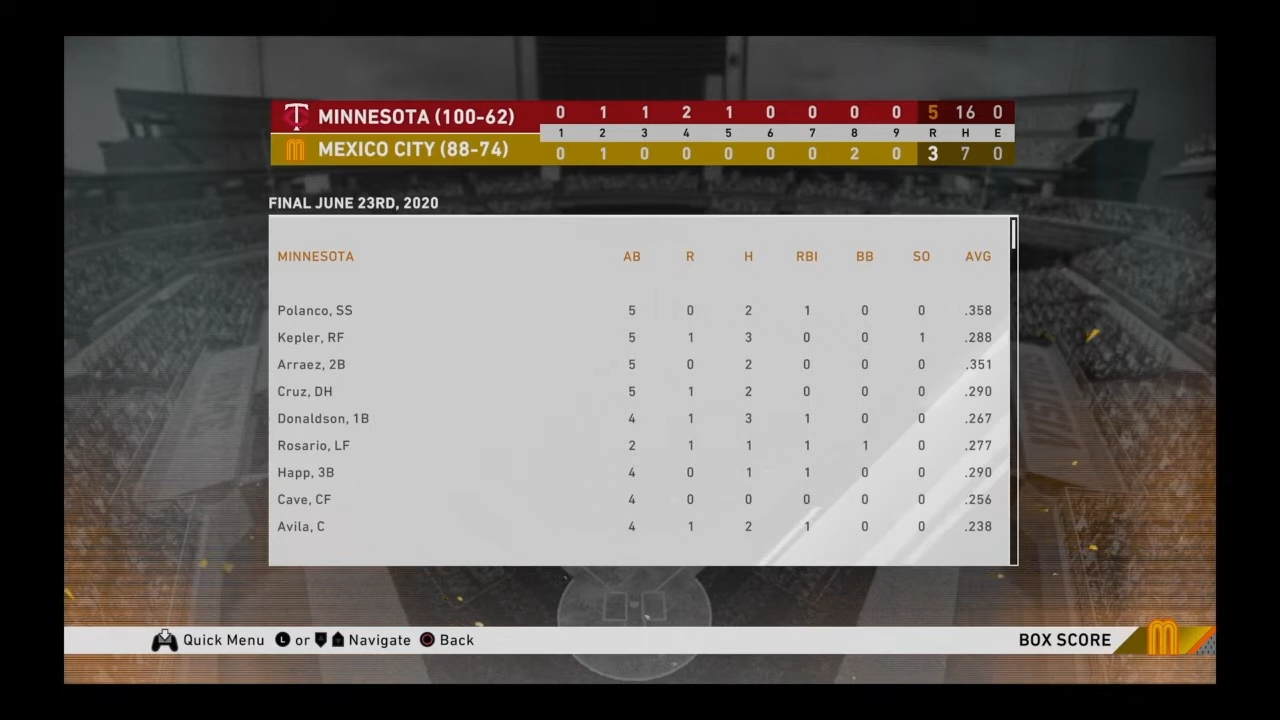 MINNESOTA (100-62) 0 1 1 2 1 0 0 0 0 5 16 0
1 2 3 4 5 6 7 8 9 R H E
MEXICO CITY (88-74) 0 1 0 0 0 0 0 2 0 3 7 0
FINAL JUNE 23RD, 2020
MINNESOTA AB R H RBI BB SO AVG
Polanco, SS 5 0 2 1 0 0 .358
Kepler, RF 5 1 3 0 0 1 .288
Arraez, 2B 5 0 2 0 0 0 .351
Cruz, DH 5 1 2 0 0 0 .290
Donaldson, 1B 4 1 3 1 0 0 .267
Rosario, LF 2 1 1 1 1 0 .277
Happ, 3B 4 0 1 1 0 0 .290
Cave, CF 4 0 0 0 0 0 .256
Avila, C 4 1 2 1 0 0 .238
Quick Menu L or Navigate Back BOX SCORE